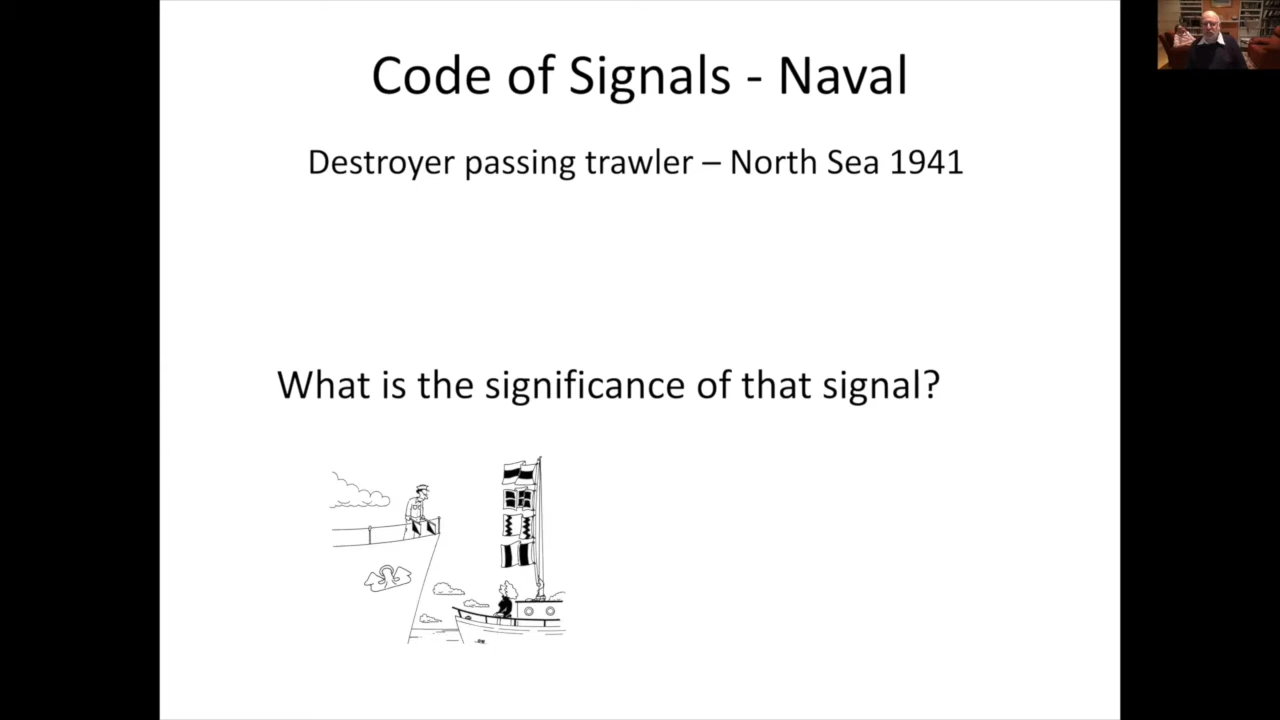 Code of Signals - Naval
Destroyer passing trawler – North Sea 1941
What is the significance of that signal?